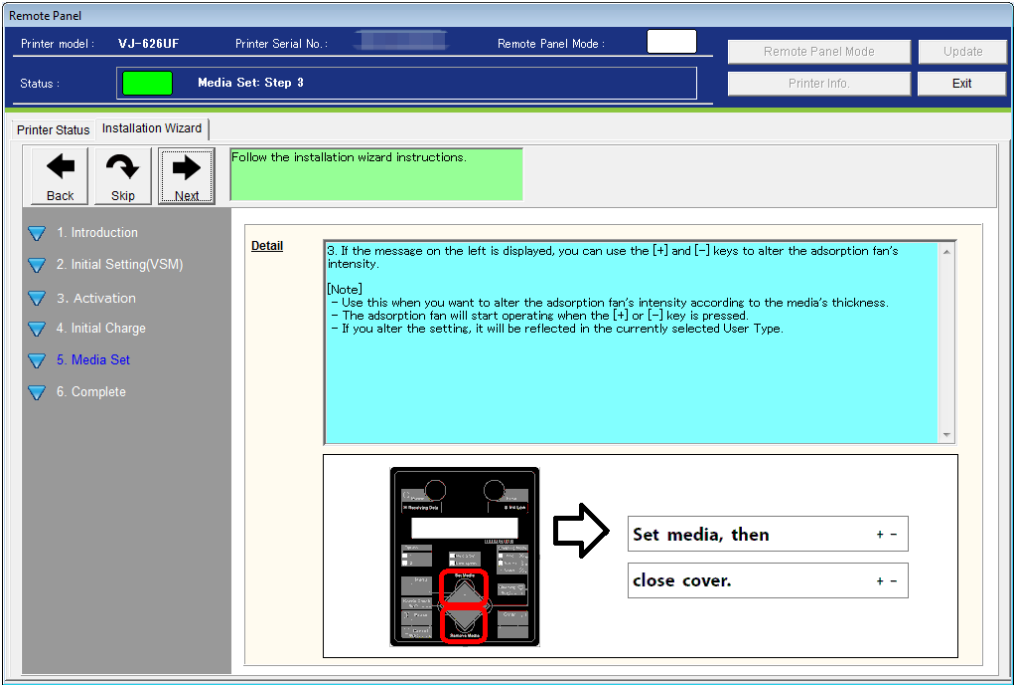 Remote Panel
Printer model : VJ-626UF Printer Serial No. : Remote Panel Mode :
Remote Panel Mode Update
Status : Media Set: Step 3
Printer Info. Exit
Printer Status Installation Wizard
Back Skip Next
Follow the installation wizard instructions.
1. Introduction
2. Initial Setting(VSM)
3. Activation
4. Initial Charge
5. Media Set
6. Complete
Detail
3. If the message on the left is displayed, you can use the [+] and [-] keys to alter the adsorption fan's
intensity.
[Note]
- Use this when you want to alter the adsorption fan's intensity according to the media's thickness.
- The adsorption fan will start operating when the [+] or [-] key is pressed.
- If you alter the setting, it will be reflected in the currently selected User Type.
Receiving Data
Set Media
Remove Media
Set media, then + -
close cover. + -